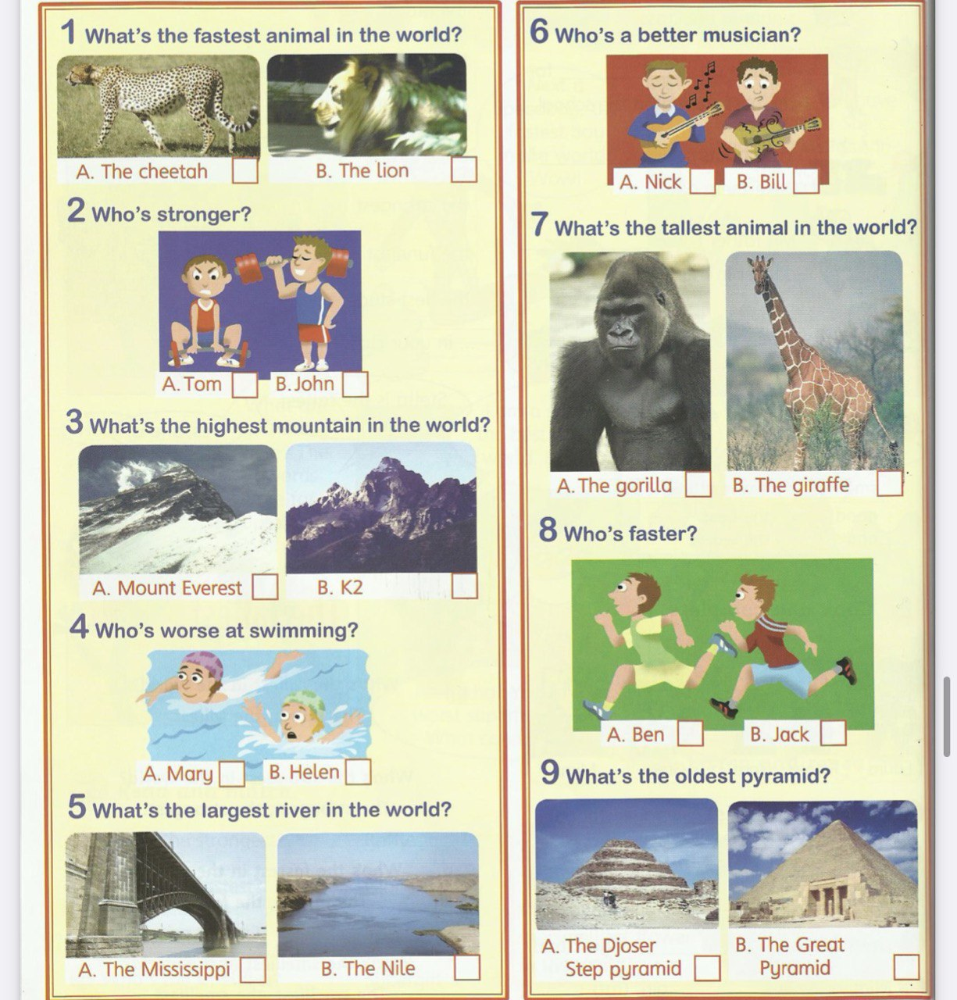 1 What's the fastest animal in the world?
A. The cheetah
B. The lion
2 Who's stronger?
A. Tom
B. John
3 What's the highest mountain in the world?
A. Mount Everest
B. K2
4 Who's worse at swimming?
A. Mary
B. Helen
5 What's the largest river in the world?
A. The Mississippi
B. The Nile
6 Who's a better musician?
A. Nick
B. Bill
7 What's the tallest animal in the world?
A. The gorilla
B. The giraffe
8 Who's faster?
A. Ben
B. Jack
9 What's the oldest pyramid?
A. The Djoser
Step pyramid
B. The Great
Pyramid